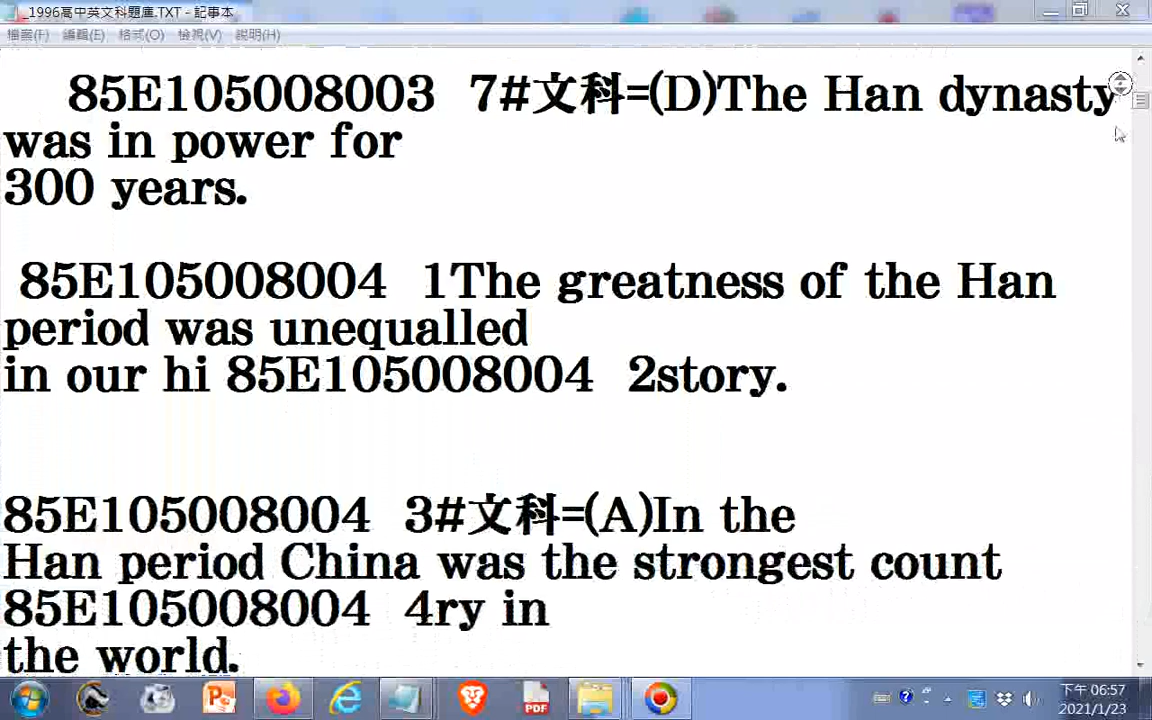 _1996高中英文科題庫.TXT - 記事本
檔案(F) 編輯(E) 格式(O) 檢視(V) 說明(H)
85E105008003 7#文科=(D)The Han dynasty
was in power for
300 years.
85E105008004 1The greatness of the Han
period was unequalled
in our hi 85E105008004 2story.
85E105008004 3#文科=(A)In the
Han period China was the strongest count
85E105008004 4ry in
the world.
PDF
下午 06:57
2021/1/23